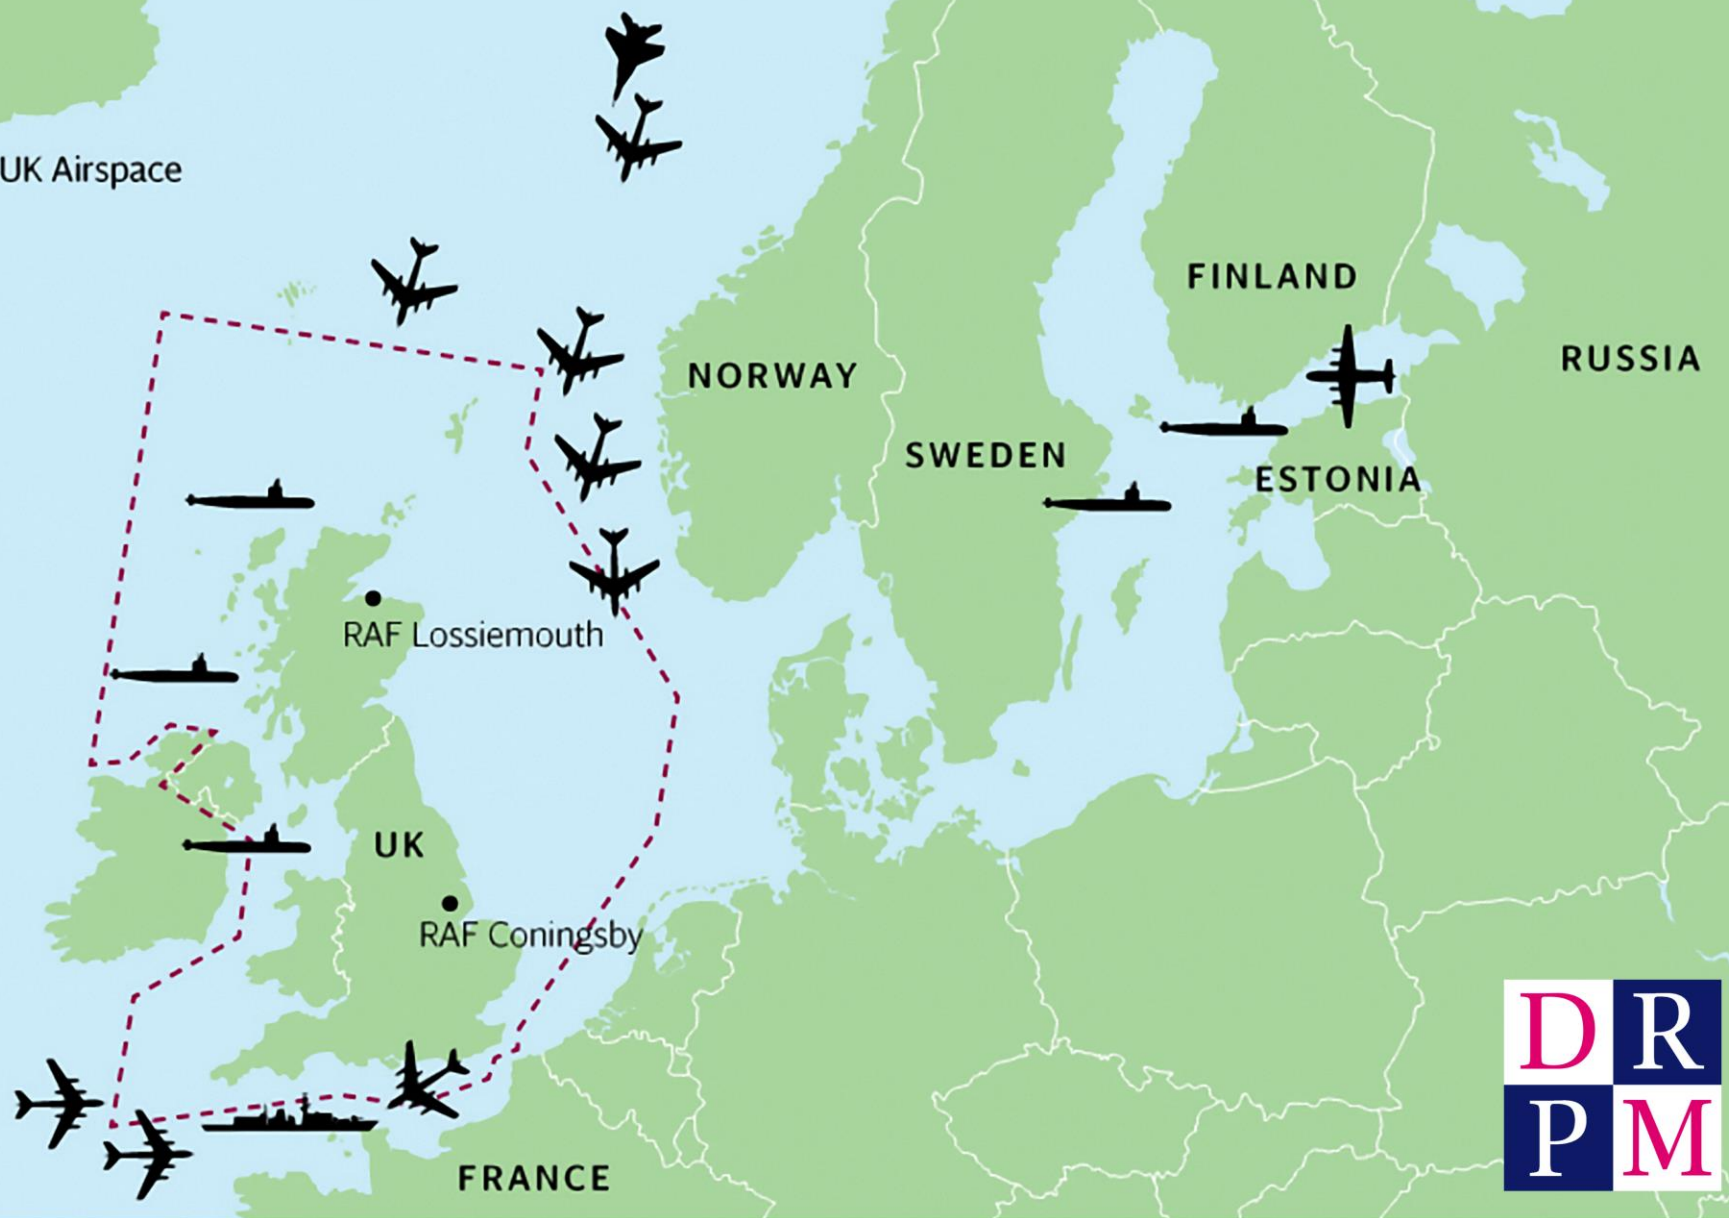 UK Airspace
FINLAND
RUSSIA
NORWAY
SWEDEN
ESTONIA
RAF Lossiemouth
UK
RAF Coningsby
D R
P M
FRANCE